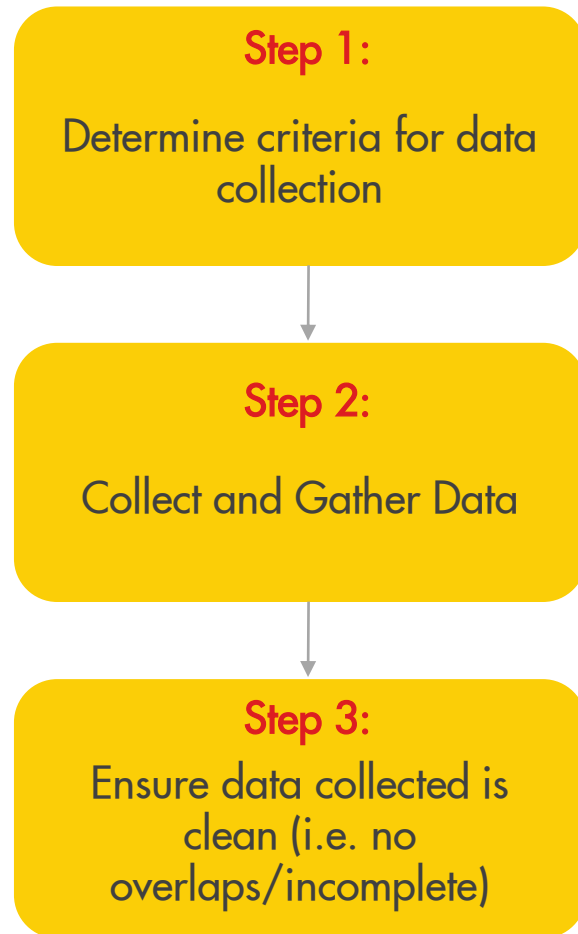 Step 1:
Determine criteria for data
collection
Step 2:
Collect and Gather Data
Step 3:
Ensure data collected is
clean (i.e. no
overlaps/incomplete)